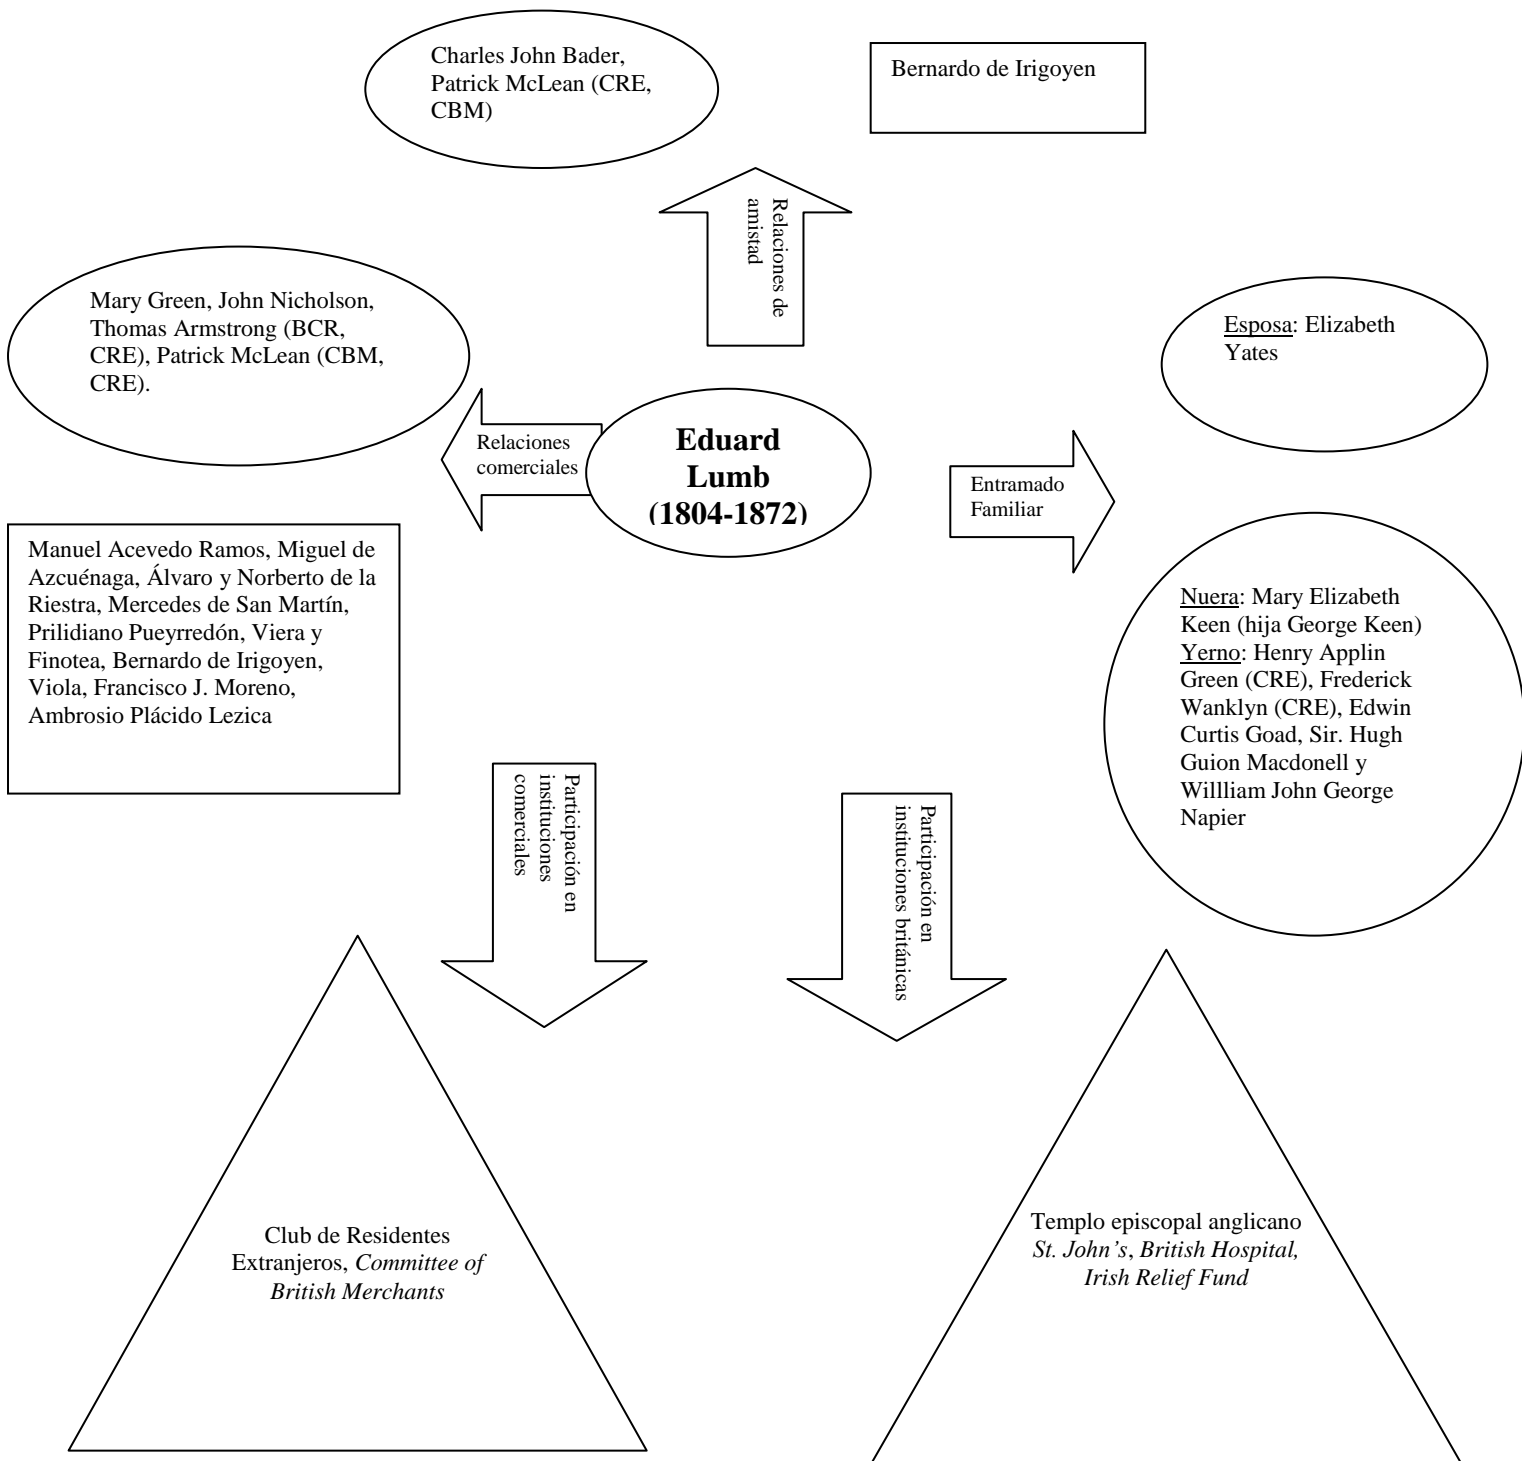 Charles John Bader,
Patrick McLean (CRE,
CBM)
Bernardo de Irigoyen
Relaciones de
amistad
Mary Green, John Nicholson,
Thomas Armstrong (BCR,
CRE), Patrick McLean (CBM,
CRE).
Esposa: Elizabeth
Yates
Relaciones
comerciales
Eduard
Lumb
(1804-1872)
Entramado
Familiar
Manuel Acevedo Ramos, Miguel de
Azcuénaga, Álvaro y Norberto de la
Riestra, Mercedes de San Martín,
Prilidiano Pueyrredón, Viera y
Finotea, Bernardo de Irigoyen,
Viola, Francisco J. Moreno,
Ambrosio Plácido Lezica
Nuera: Mary Elizabeth
Keen (hija George Keen)
Yerno: Henry Applin
Green (CRE), Frederick
Wanklyn (CRE), Edwin
Curtis Goad, Sir. Hugh
Guion Macdonell y
Willliam John George
Napier
Participación en
instituciones
comerciales
Participación en
instituciones británicas
Club de Residentes
Extranjeros, Committee of
British Merchants
Templo episcopal anglicano
St. John’s, British Hospital,
Irish Relief Fund